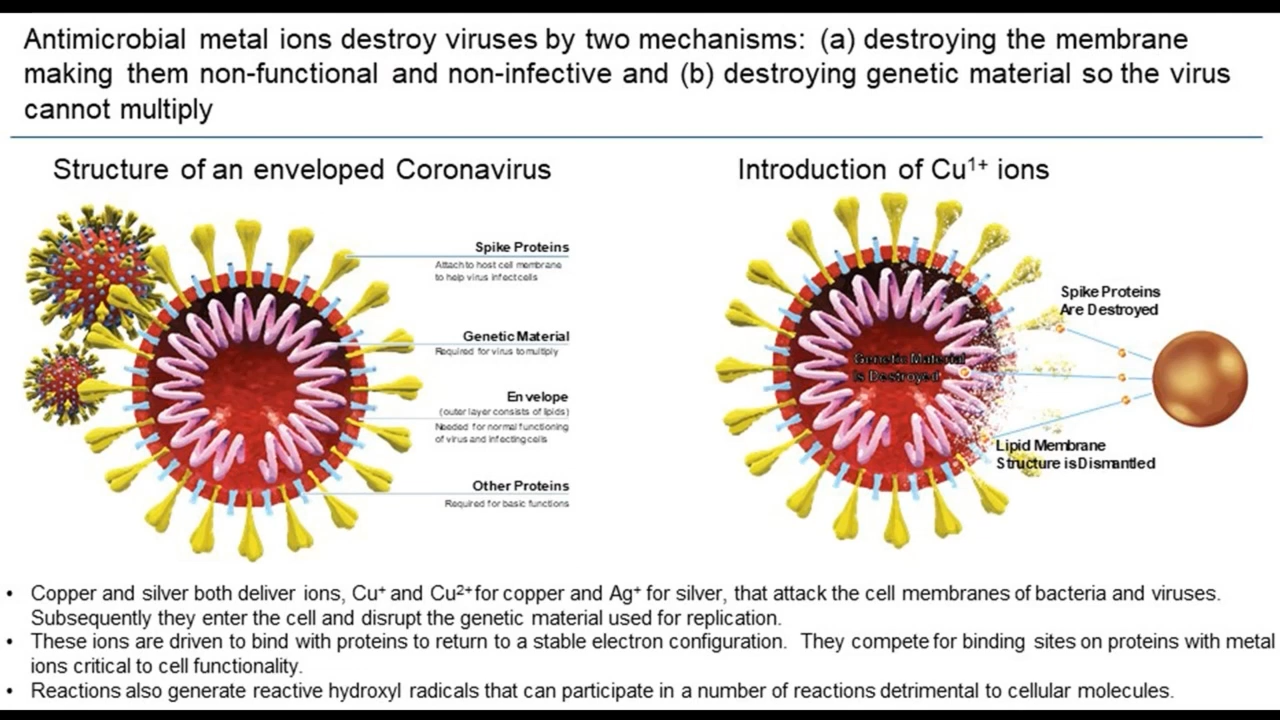 Antimicrobial metal ions destroy viruses by two mechanisms: (a) destroying the membrane
making them non-functional and non-infective and (b) destroying genetic material so the virus
cannot multiply
Structure of an enveloped Coronavirus
Spike Proteins
Attach to host cell membrane
to help virus infect cells
Genetic Material
Required for virus to multiply
Envelope
(outer layer consists of lipids)
Needed for normal functioning
of virus and infecting cells
Other Proteins
Required for basic functions
Introduction of Cu¹⁺ ions
Spike Proteins
Are Destroyed
Genetic Material
Is Destroyed
Lipid Membrane
Structure is Dismantled
• Copper and silver both deliver ions, Cu⁺ and Cu²⁺ for copper and Ag⁺ for silver, that attack the cell membranes of bacteria and viruses.
Subsequently they enter the cell and disrupt the genetic material used for replication.
• These ions are driven to bind with proteins to return to a stable electron configuration. They compete for binding sites on proteins with metal
ions critical to cell functionality.
• Reactions also generate reactive hydroxyl radicals that can participate in a number of reactions detrimental to cellular molecules.